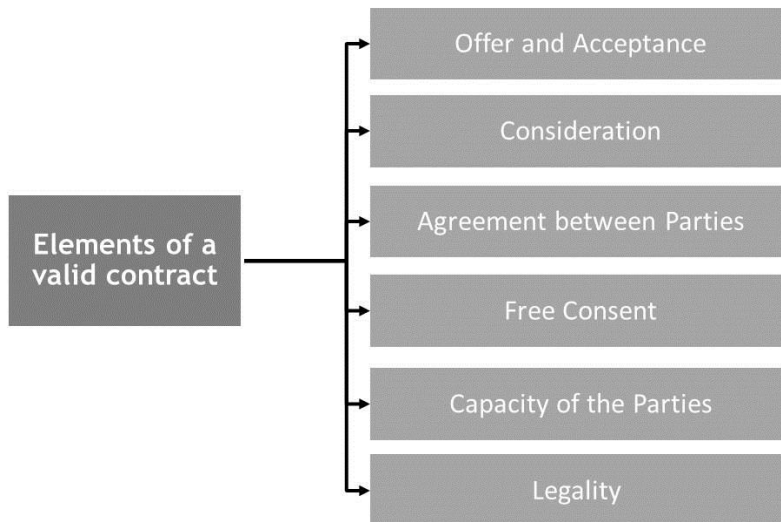 Elements of a
valid contract
Offer and Acceptance
Consideration
Agreement between Parties
Free Consent
Capacity of the Parties
Legality